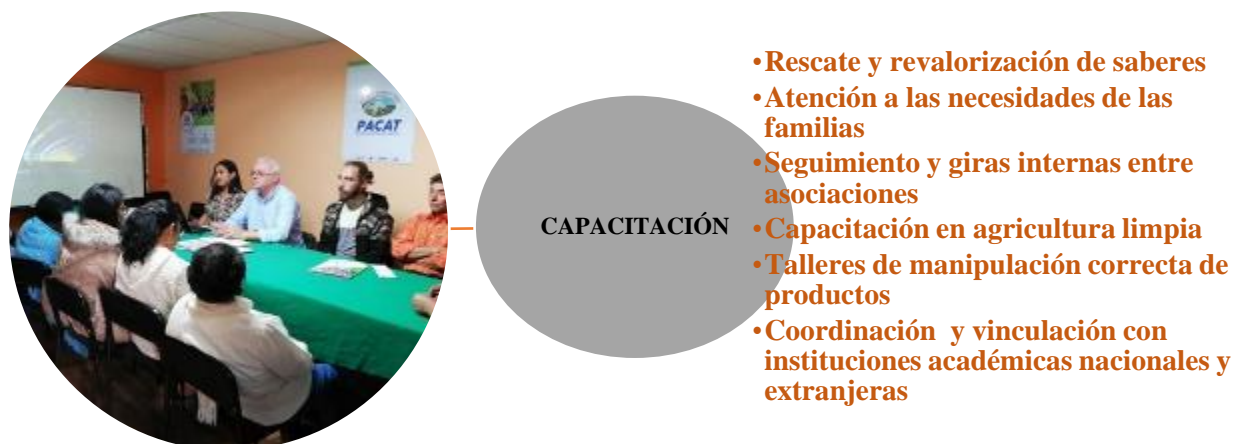 PACAT
CAPACITACIÓN
•Rescate y revalorización de saberes
•Atención a las necesidades de las
familias
•Seguimiento y giras internas entre
asociaciones
•Capacitación en agricultura limpia
•Talleres de manipulación correcta de
productos
•Coordinación y vinculación con
instituciones académicas nacionales y
extranjeras